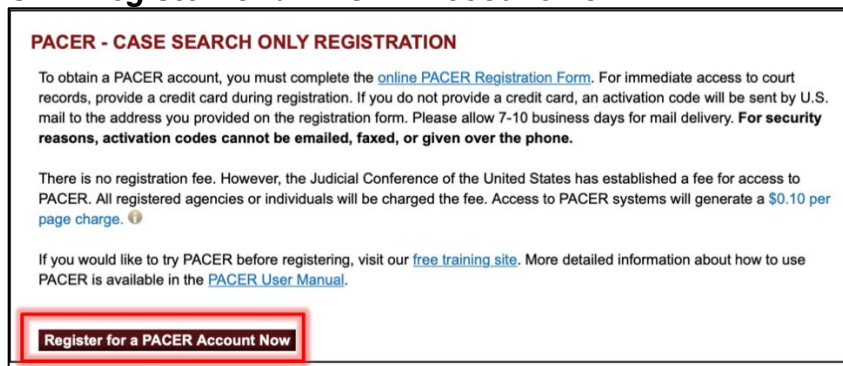 PACER - CASE SEARCH ONLY REGISTRATION
To obtain a PACER account, you must complete the online PACER Registration Form. For immediate access to court
records, provide a credit card during registration. If you do not provide a credit card, an activation code will be sent by U.S.
mail to the address you provided on the registration form. Please allow 7-10 business days for mail delivery. For security
reasons, activation codes cannot be emailed, faxed, or given over the phone.
There is no registration fee. However, the Judicial Conference of the United States has established a fee for access to
PACER. All registered agencies or individuals will be charged the fee. Access to PACER systems will generate a $0.10 per
page charge.
If you would like to try PACER before registering, visit our free training site. More detailed information about how to use
PACER is available in the PACER User Manual.
Register for a PACER Account Now